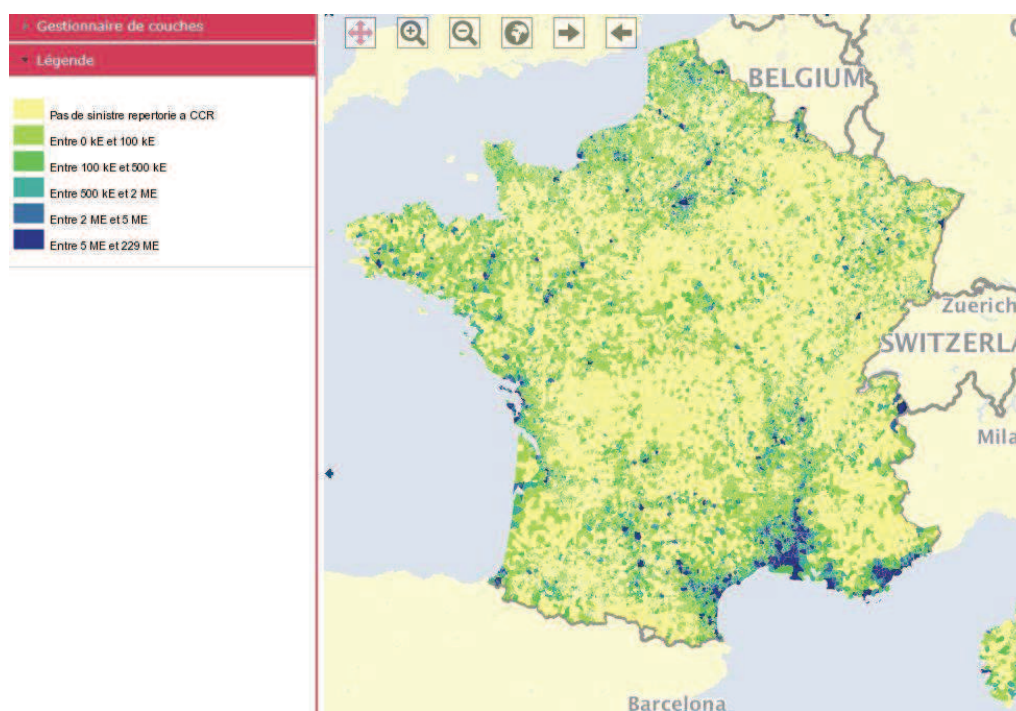 Gestionnaire de couches
Légende
Pas de sinistre repertorie a CCR
Entre 0 kE et 100 kE
Entre 100 kE et 500 kE
Entre 500 kE et 2 ME
Entre 2 ME et 5 ME
Entre 5 ME et 229 ME
BELGIUM
Zuerich
SWITZERLA
Mila
Barcelona